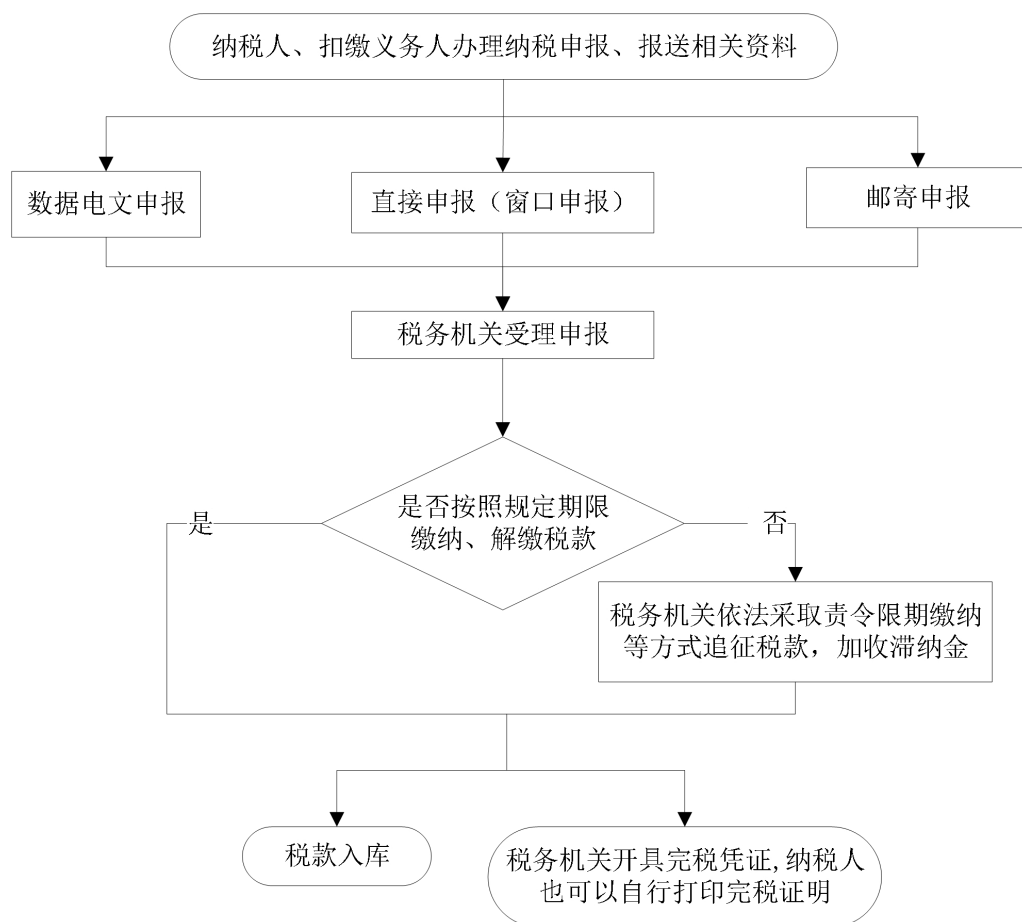 纳税人、扣缴义务人办理纳税申报、报送相关资料
数据电文申报
直接申报（窗口申报）
邮寄申报
税务机关受理申报
是否按照规定期限
缴纳、解缴税款
是
否
税务机关依法采取责令限期缴纳
等方式追征税款，加收滞纳金
税款入库
税务机关开具完税凭证,纳税人
也可以自行打印完税证明